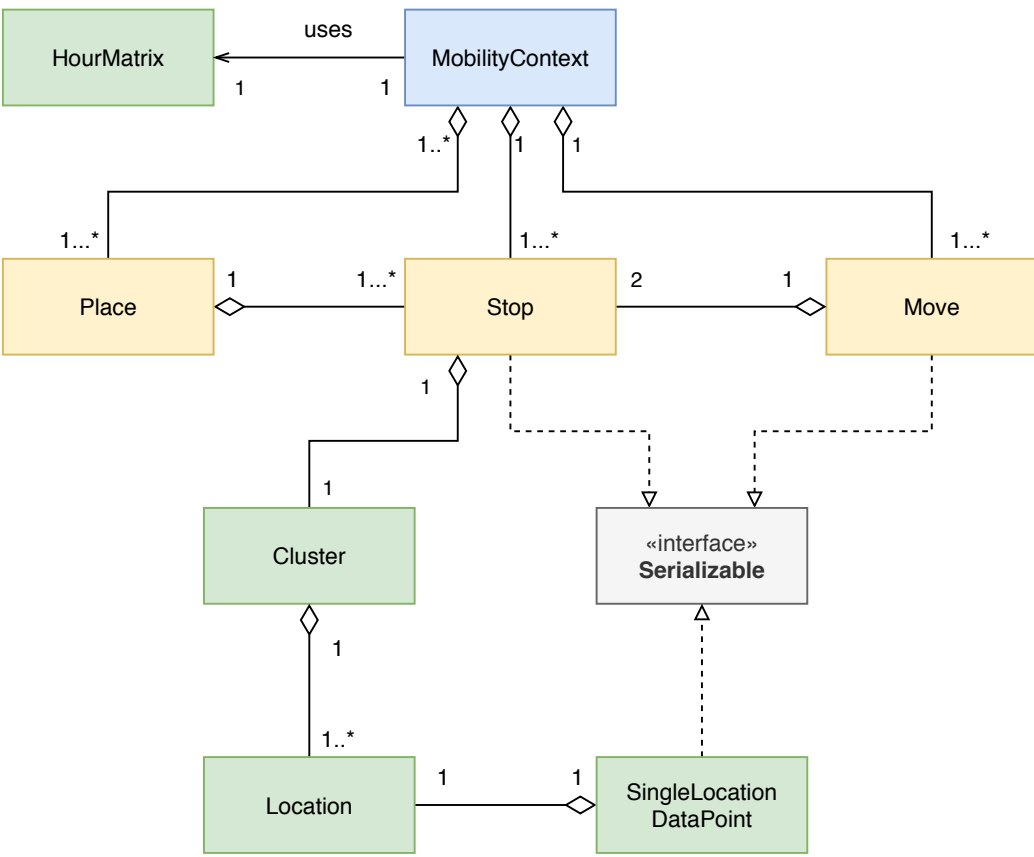 uses
HourMatrix
MobilityContext
1
1
1..*
1
1
1...*
1...*
1...*
1
1...*
2
1
Place
Stop
Move
1
1
«interface»
Serializable
Cluster
1
1..*
1
1
Location
SingleLocation
DataPoint